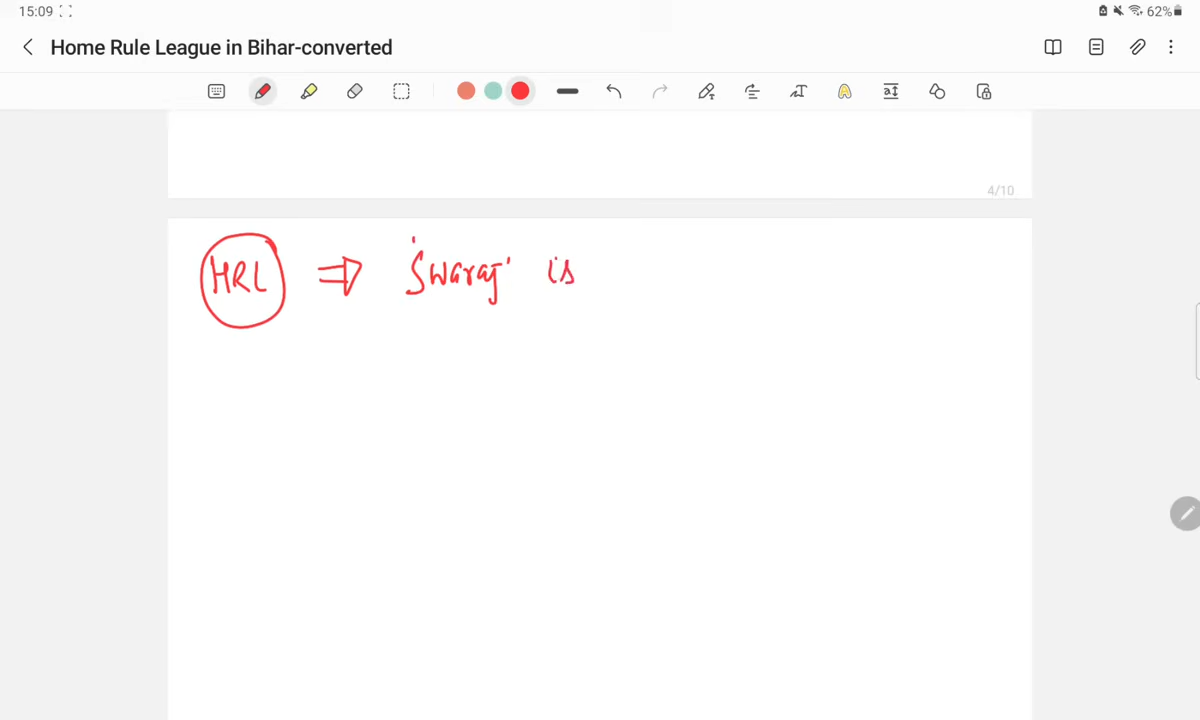 15:09 62%
Home Rule League in Bihar-converted
4/10
HRL ⇒ 'Swaraj' is